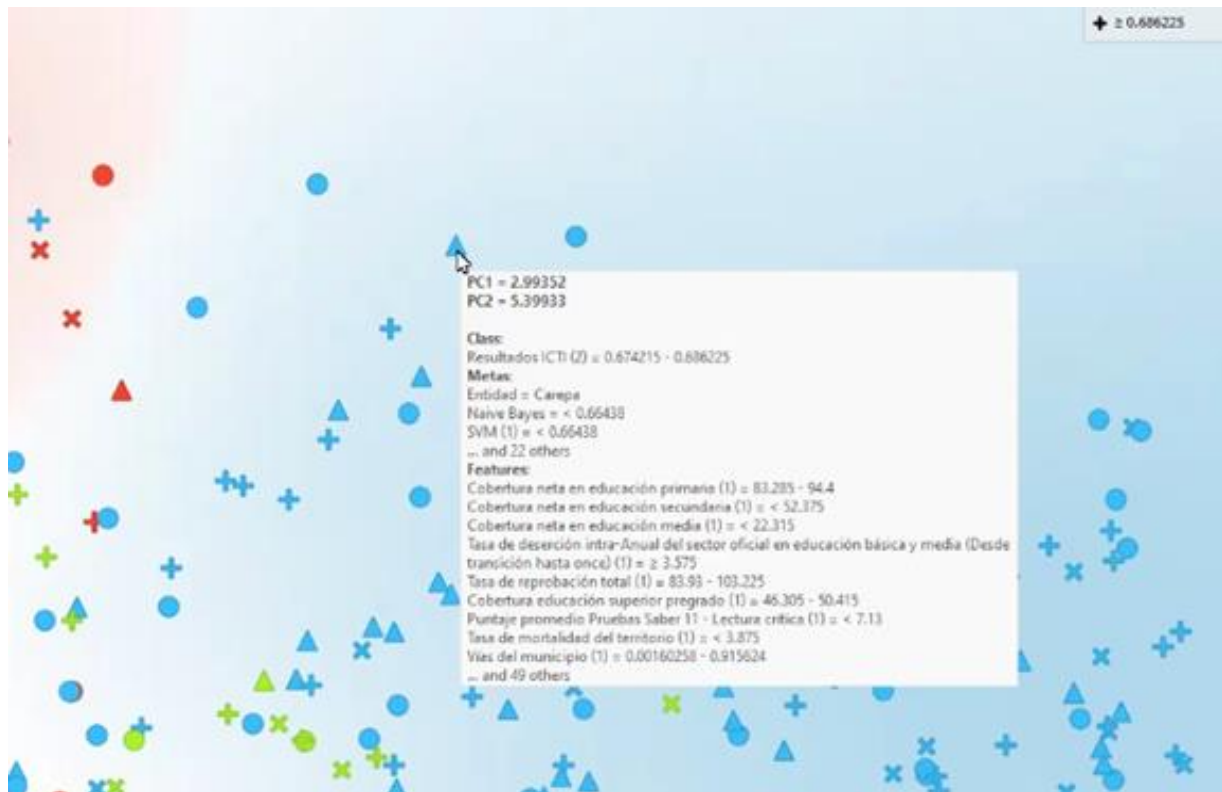 ≥ 0.686225
PC1 = 2.99352
PC2 = 5.39933
Class:
Resultados ICTI (2) = 0.674215 - 0.686225
Metas:
Entidad = Carepa
Naive Bayes = < 0.66438
SVM (1) = < 0.66438
... and 22 others
Features:
Cobertura neta en educación primaria (1) = 83.285 - 94.4
Cobertura neta en educación secundaria (1) = < 52.375
Cobertura neta en educación media (1) = < 22.315
Tasa de deserción intra-Anual del sector oficial en educación básica y media (Desde
transición hasta once) (1) = ≥ 3.575
Tasa de reprobación total (1) = 83.93 - 103.225
Cobertura educación superior pregrado (1) = 46.305 - 50.415
Puntaje promedio Pruebas Saber 11 - Lectura crítica (1) = < 7.13
Tasa de mortalidad del territorio (1) = < 3.875
Vías del municipio (1) = 0.00160258 - 0.915624
... and 49 others